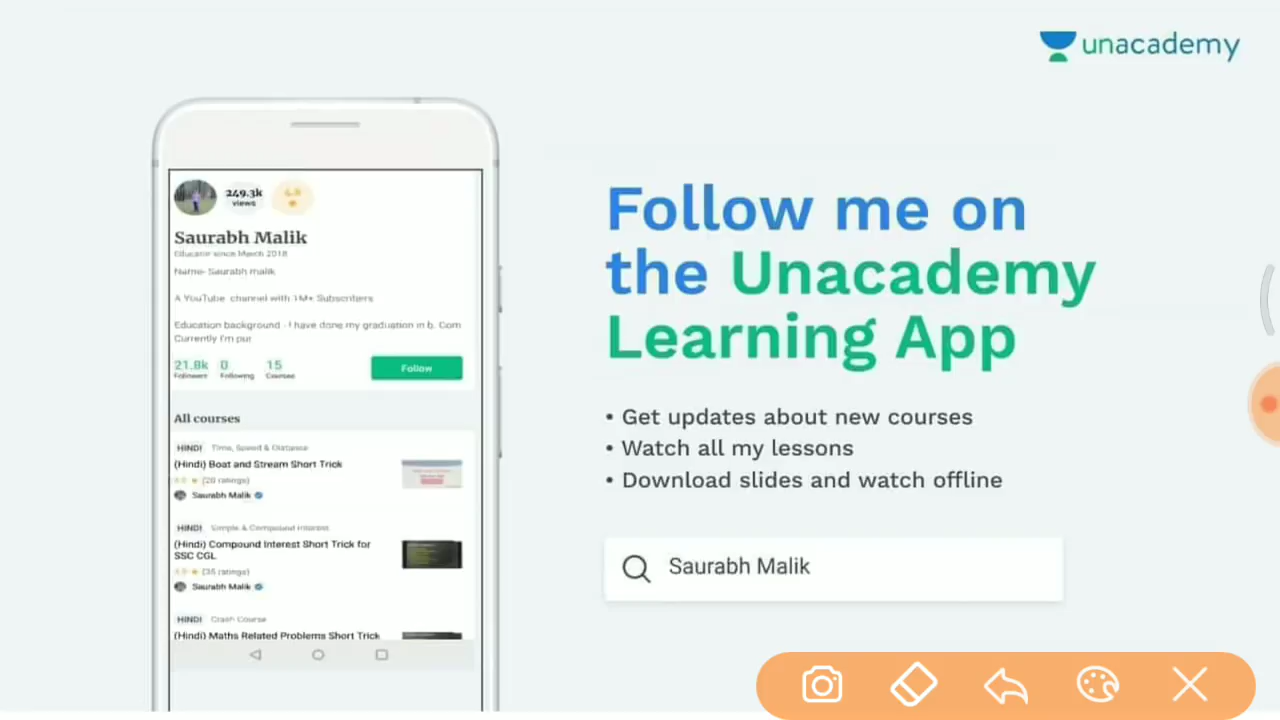 unacademy
249.3k
views
4.8
Saurabh Malik
Educator since March 2018
Name- Saurabh malik
A YouTube channel with 1M+ Subscribers
Education background - I have done my graduation in b. Com
Currently I'm pur
21.8k 0 15
Followers Following Courses
Follow
All courses
HINDI Time, Speed & Distance
(Hindi) Boat and Stream Short Trick
(28 ratings)
Saurabh Malik
HINDI Simple & Compound Interest
(Hindi) Compound Interest Short Trick for
SSC CGL
(35 ratings)
Saurabh Malik
HINDI Crash Course
(Hindi) Maths Related Problems Short Trick
Follow me on
the Unacademy
Learning App
• Get updates about new courses
• Watch all my lessons
• Download slides and watch offline
Saurabh Malik